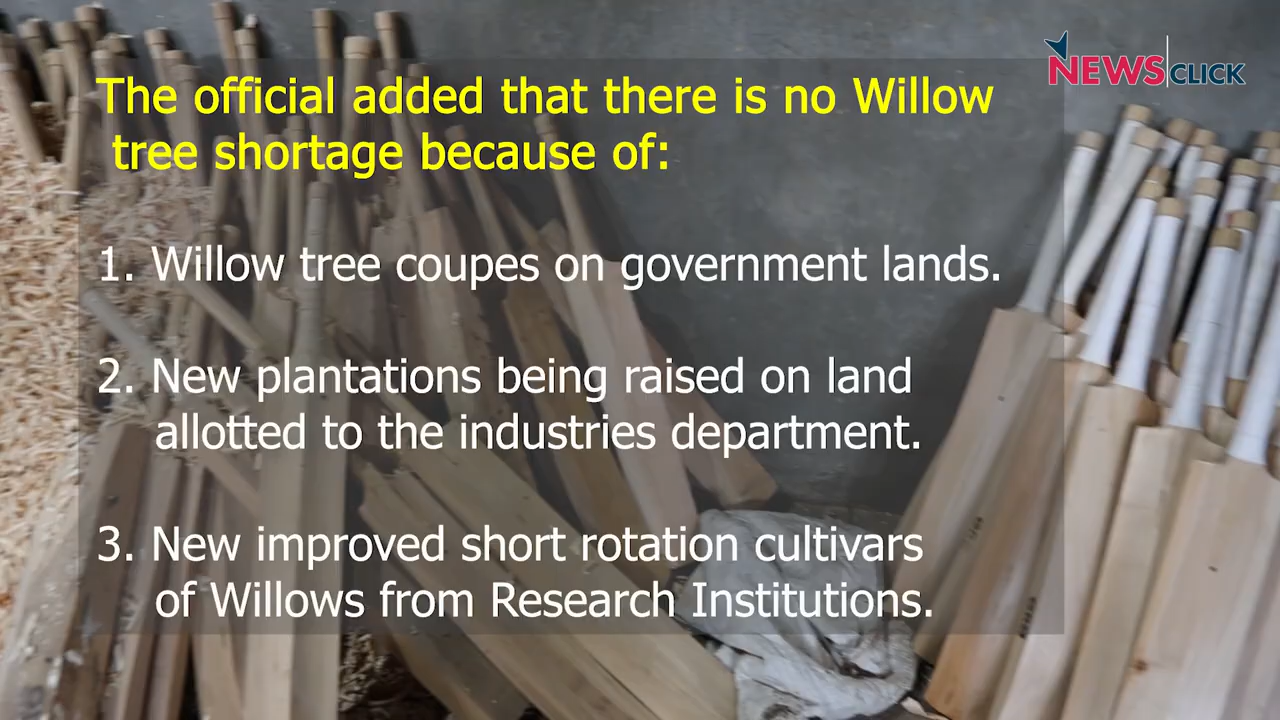 NEWS CLICK
The official added that there is no Willow
tree shortage because of:
1. Willow tree coupes on government lands.
2. New plantations being raised on land
allotted to the industries department.
3. New improved short rotation cultivars
of Willows from Research Institutions.